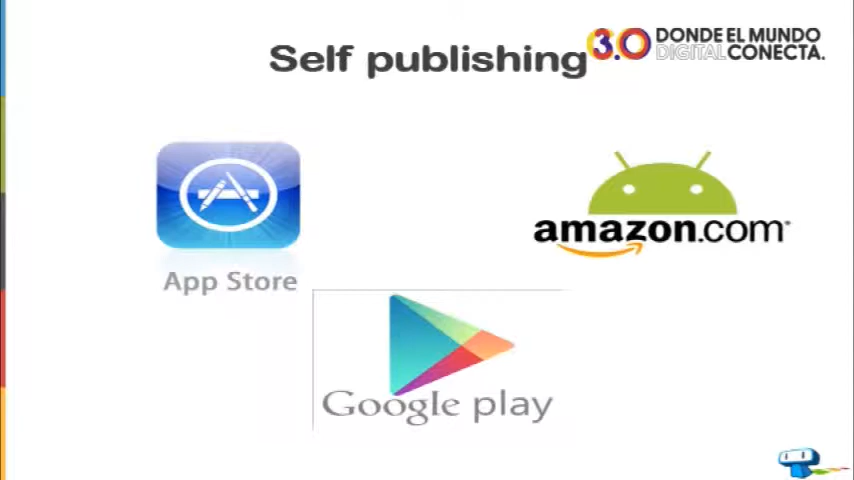 Self publishing
3.0 DONDE EL MUNDO
DIGITAL CONECTA.
amazon.com
App Store
Google play